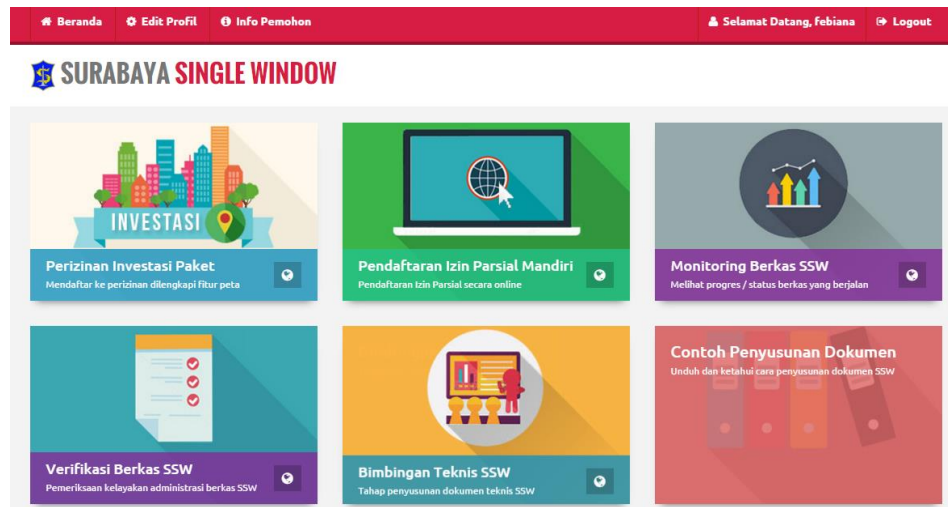 Beranda Edit Profil Info Pemohon Selamat Datang, febiana Logout
SURABAYA SINGLE WINDOW
INVESTASI
Perizinan Investasi Paket
Mendaftar ke perizinan dilengkapi fitur peta
Pendaftaran Izin Parsial Mandiri
Pendaftaran Izin Parsial secara online
Monitoring Berkas SSW
Melihat progres / status berkas yang berjalan
Verifikasi Berkas SSW
Pemeriksaan kelayakan administrasi berkas SSW
Bimbingan Teknis SSW
Tahap penyusunan dokumen teknis SSW
Contoh Penyusunan Dokumen
Unduh dan ketahui cara penyusunan dokumen SSW